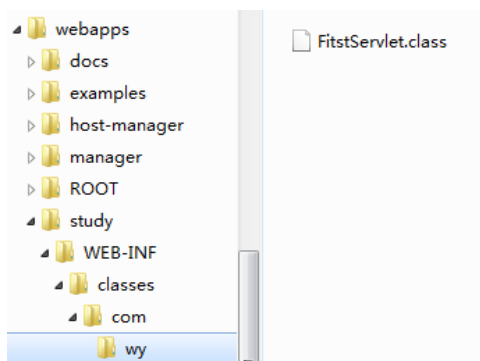 webapps
docs
examples
host-manager
manager
ROOT
study
WEB-INF
classes
com
wy
FitstServlet.class